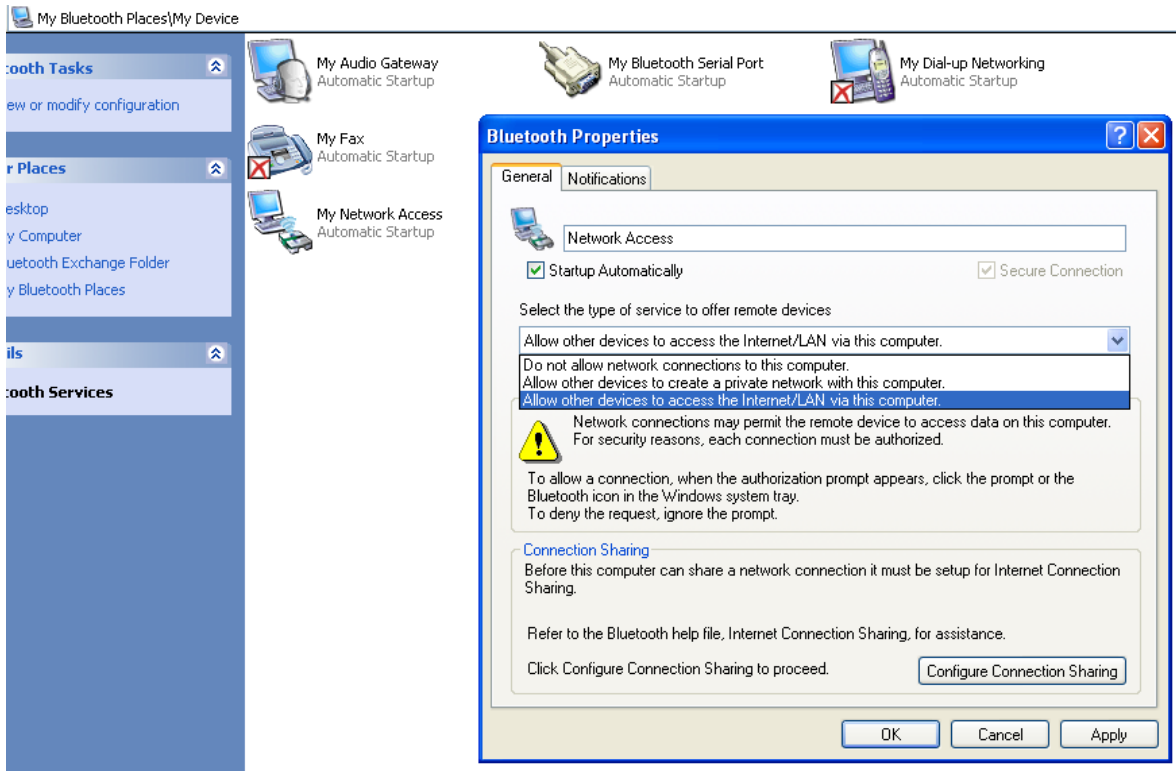 My Bluetooth Places\My Device
tooth Tasks
ew or modify configuration
r Places
esktop
y Computer
uetooth Exchange Folder
y Bluetooth Places
ils
tooth Services
My Audio Gateway
Automatic Startup
My Bluetooth Serial Port
Automatic Startup
My Dial-up Networking
Automatic Startup
My Fax
Automatic Startup
My Network Access
Automatic Startup
Bluetooth Properties
General
Notifications
Network Access
Startup Automatically
Secure Connection
Select the type of service to offer remote devices
Allow other devices to access the Internet/LAN via this computer.
Do not allow network connections to this computer.
Allow other devices to create a private network with this computer.
Allow other devices to access the Internet/LAN via this computer.
Network connections may permit the remote device to access data on this computer.
For security reasons, each connection must be authorized.
To allow a connection, when the authorization prompt appears, click the prompt or the
Bluetooth icon in the Windows system tray.
To deny the request, ignore the prompt.
Connection Sharing
Before this computer can share a network connection it must be setup for Internet Connection
Sharing.
Refer to the Bluetooth help file, Internet Connection Sharing, for assistance.
Click Configure Connection Sharing to proceed.
Configure Connection Sharing
OK
Cancel
Apply